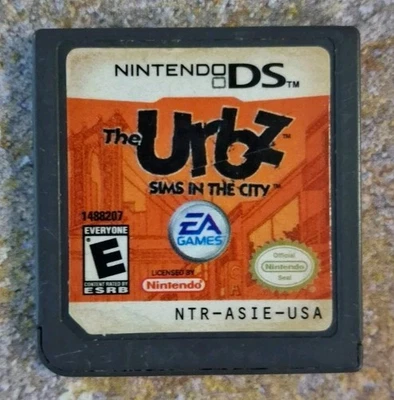 NINTENDO DS™
The Urbz™
SIMS IN THE CITY™
1488207
EVERYONE
E
CONTENT RATED BY
ESRB
EA
GAMES
LICENSED BY
Nintendo
Official
Nintendo
Seal
NTR-ASIE-USA